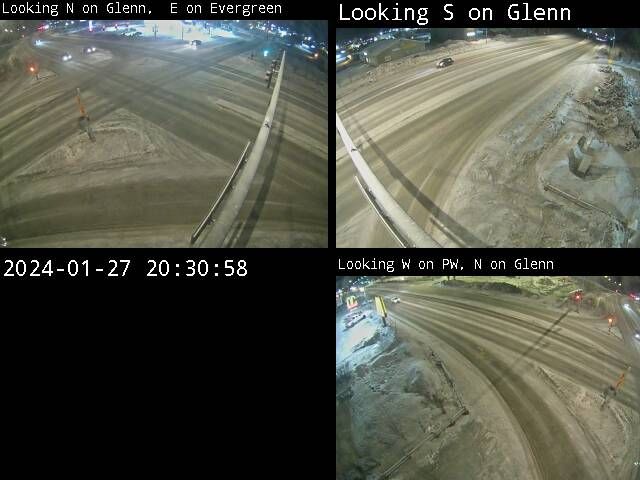 Looking N on Glenn, E on Evergreen
Looking S on Glenn
2024-01-27 20:30:58
Looking W on PW, N on Glenn